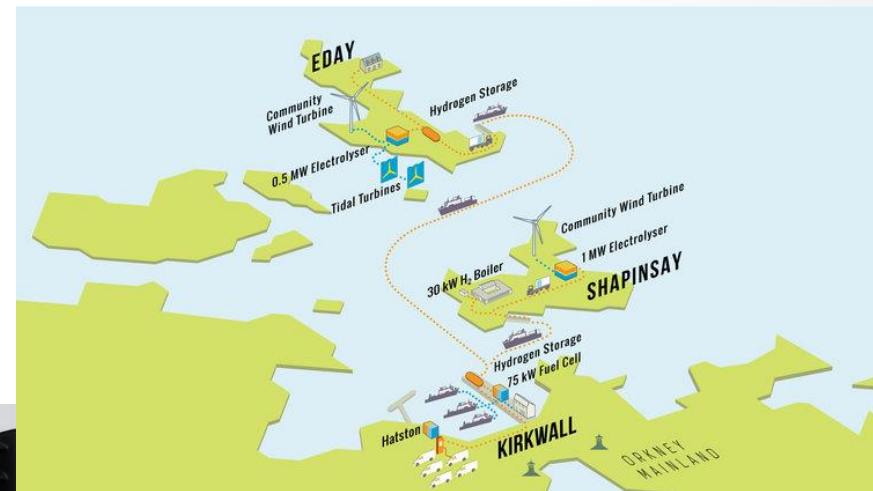 EDAY
Community
Wind Turbine
Hydrogen Storage
0.5 MW Electrolyser
Tidal Turbines
Community Wind Turbine
1 MW Electrolyser
30 kW H₂ Boiler
SHAPINSAY
Hydrogen Storage
75 kW Fuel Cell
Hatston
KIRKWALL
ORKNEY
MAINLAND